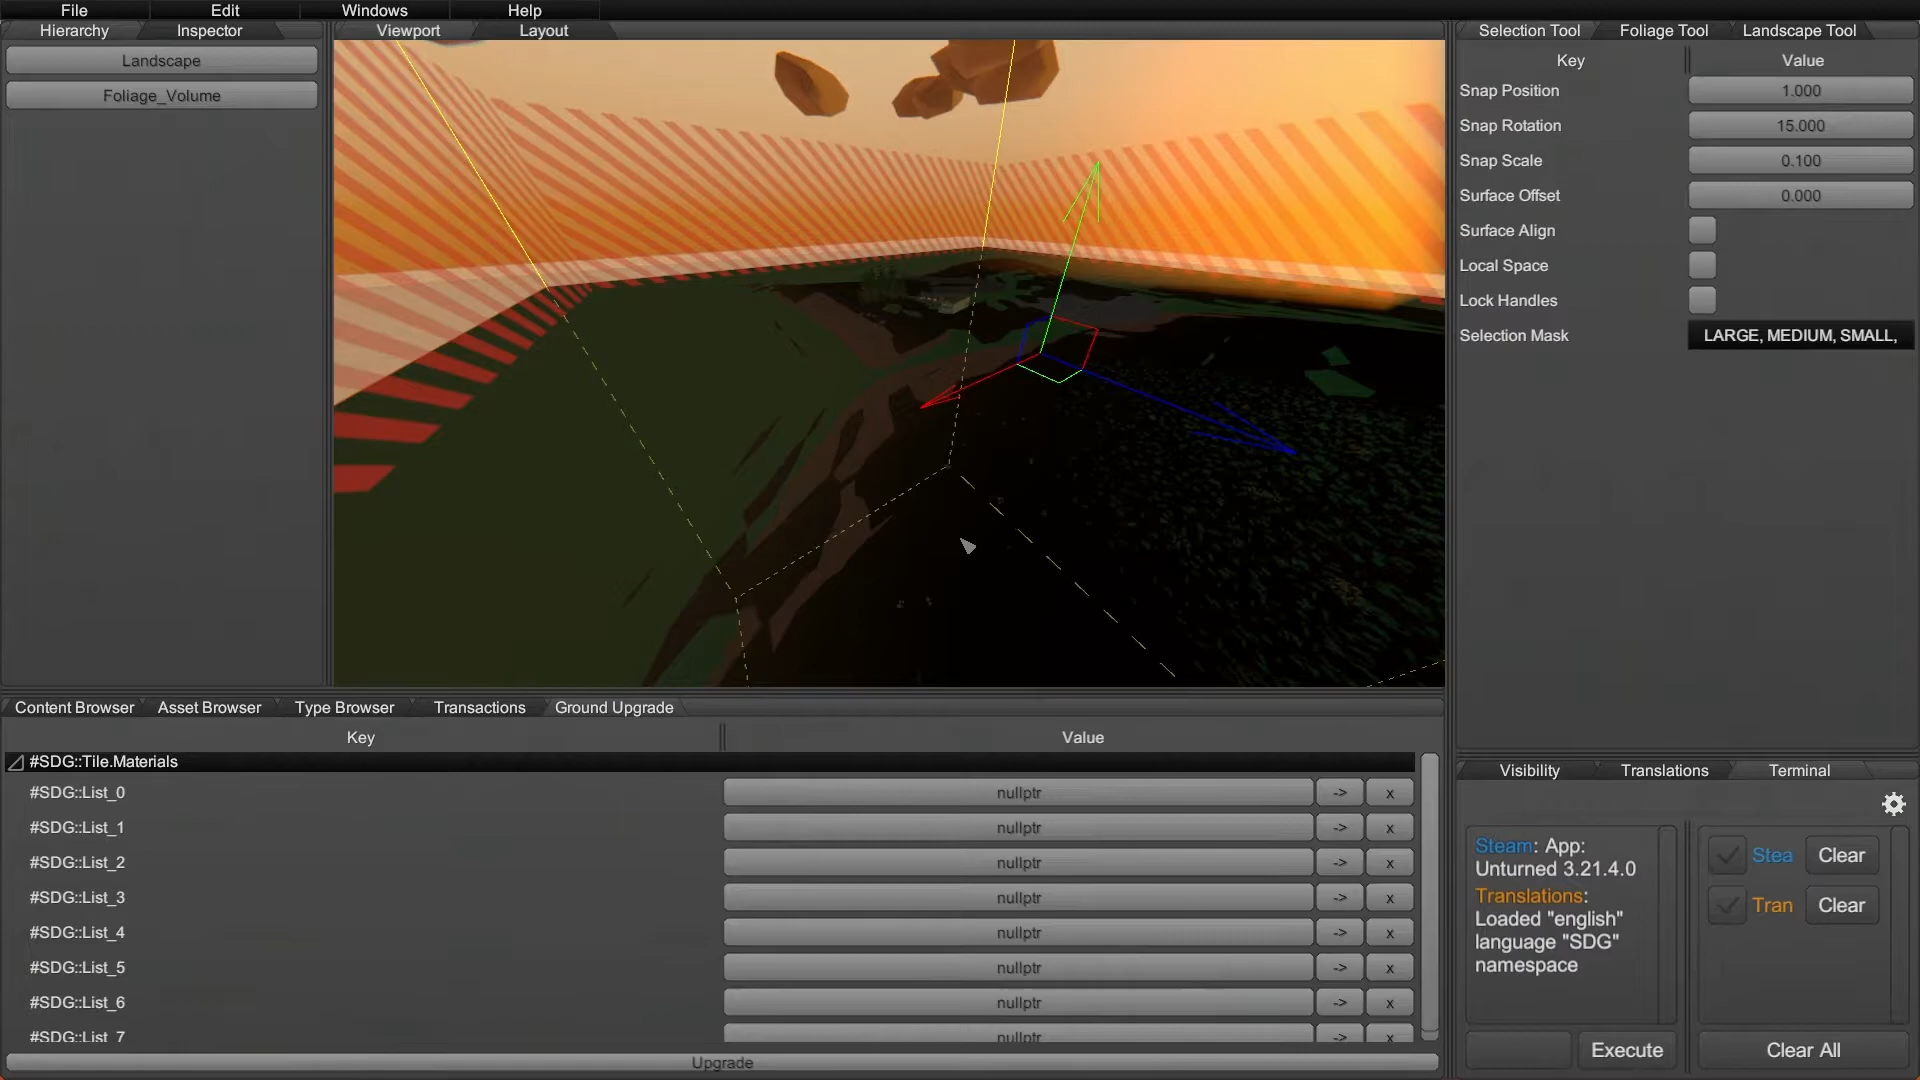 File Edit Windows Help
Hierarchy Inspector
Landscape
Foliage_Volume
Viewport Layout
Selection Tool Foliage Tool Landscape Tool
Key Value
Snap Position 1.000
Snap Rotation 15.000
Snap Scale 0.100
Surface Offset 0.000
Surface Align
Local Space
Lock Handles
Selection Mask LARGE, MEDIUM, SMALL,
Content Browser Asset Browser Type Browser Transactions Ground Upgrade
Key Value
#SDG::Tile.Materials
#SDG::List_0 nullptr -> x
#SDG::List_1 nullptr -> x
#SDG::List_2 nullptr -> x
#SDG::List_3 nullptr -> x
#SDG::List_4 nullptr -> x
#SDG::List_5 nullptr -> x
#SDG::List_6 nullptr -> x
#SDG::List_7 nullptr -> x
Upgrade
Visibility Translations Terminal
Steam: App:
Unturned 3.21.4.0
Translations:
Loaded "english"
language "SDG"
namespace
Stea Clear
Tran Clear
Execute Clear All